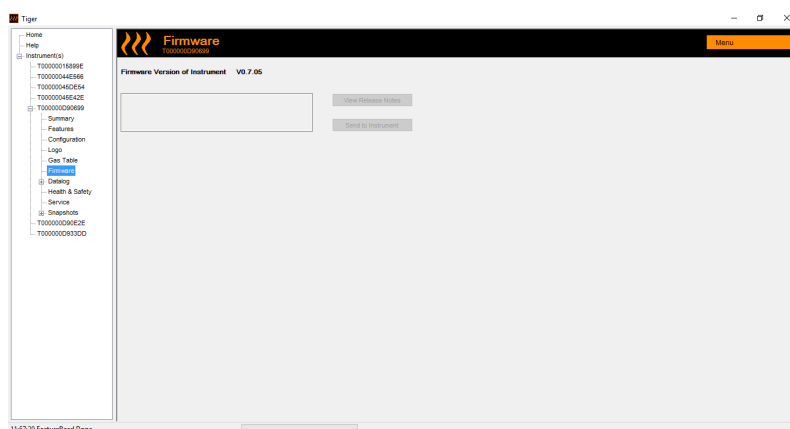 Tiger
Home
Help
Instrument(s)
T00000015899E
T00000044E566
T00000045DE54
T00000045E42E
T000000D90699
Summary
Features
Configuration
Logo
Gas Table
Firmware
Datalog
Health & Safety
Service
Snapshots
T000000D90E2E
T000000D933DD
Firmware
T000000D90699
Menu
Firmware Version of Instrument V0.7.05
View Release Notes
Send to Instrument